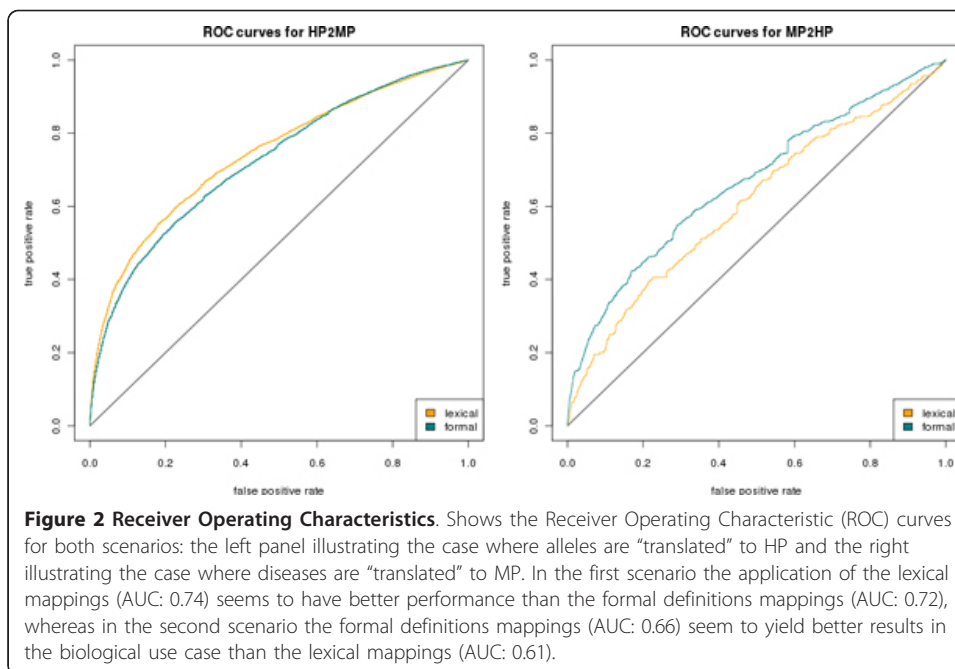 ROC curves for HP2MP
true positive rate
1.0
0.8
0.6
0.4
0.2
0.0
lexical
formal
0.0 0.2 0.4 0.6 0.8 1.0
false positive rate
ROC curves for MP2HP
true positive rate
1.0
0.8
0.6
0.4
0.2
0.0
lexical
formal
0.0 0.2 0.4 0.6 0.8 1.0
false positive rate
Figure 2 Receiver Operating Characteristics. Shows the Receiver Operating Characteristic (ROC) curves
for both scenarios: the left panel illustrating the case where alleles are “translated” to HP and the right
illustrating the case where diseases are “translated” to MP. In the first scenario the application of the lexical
mappings (AUC: 0.74) seems to have better performance than the formal definitions mappings (AUC: 0.72),
whereas in the second scenario the formal definitions mappings (AUC: 0.66) seem to yield better results in
the biological use case than the lexical mappings (AUC: 0.61).